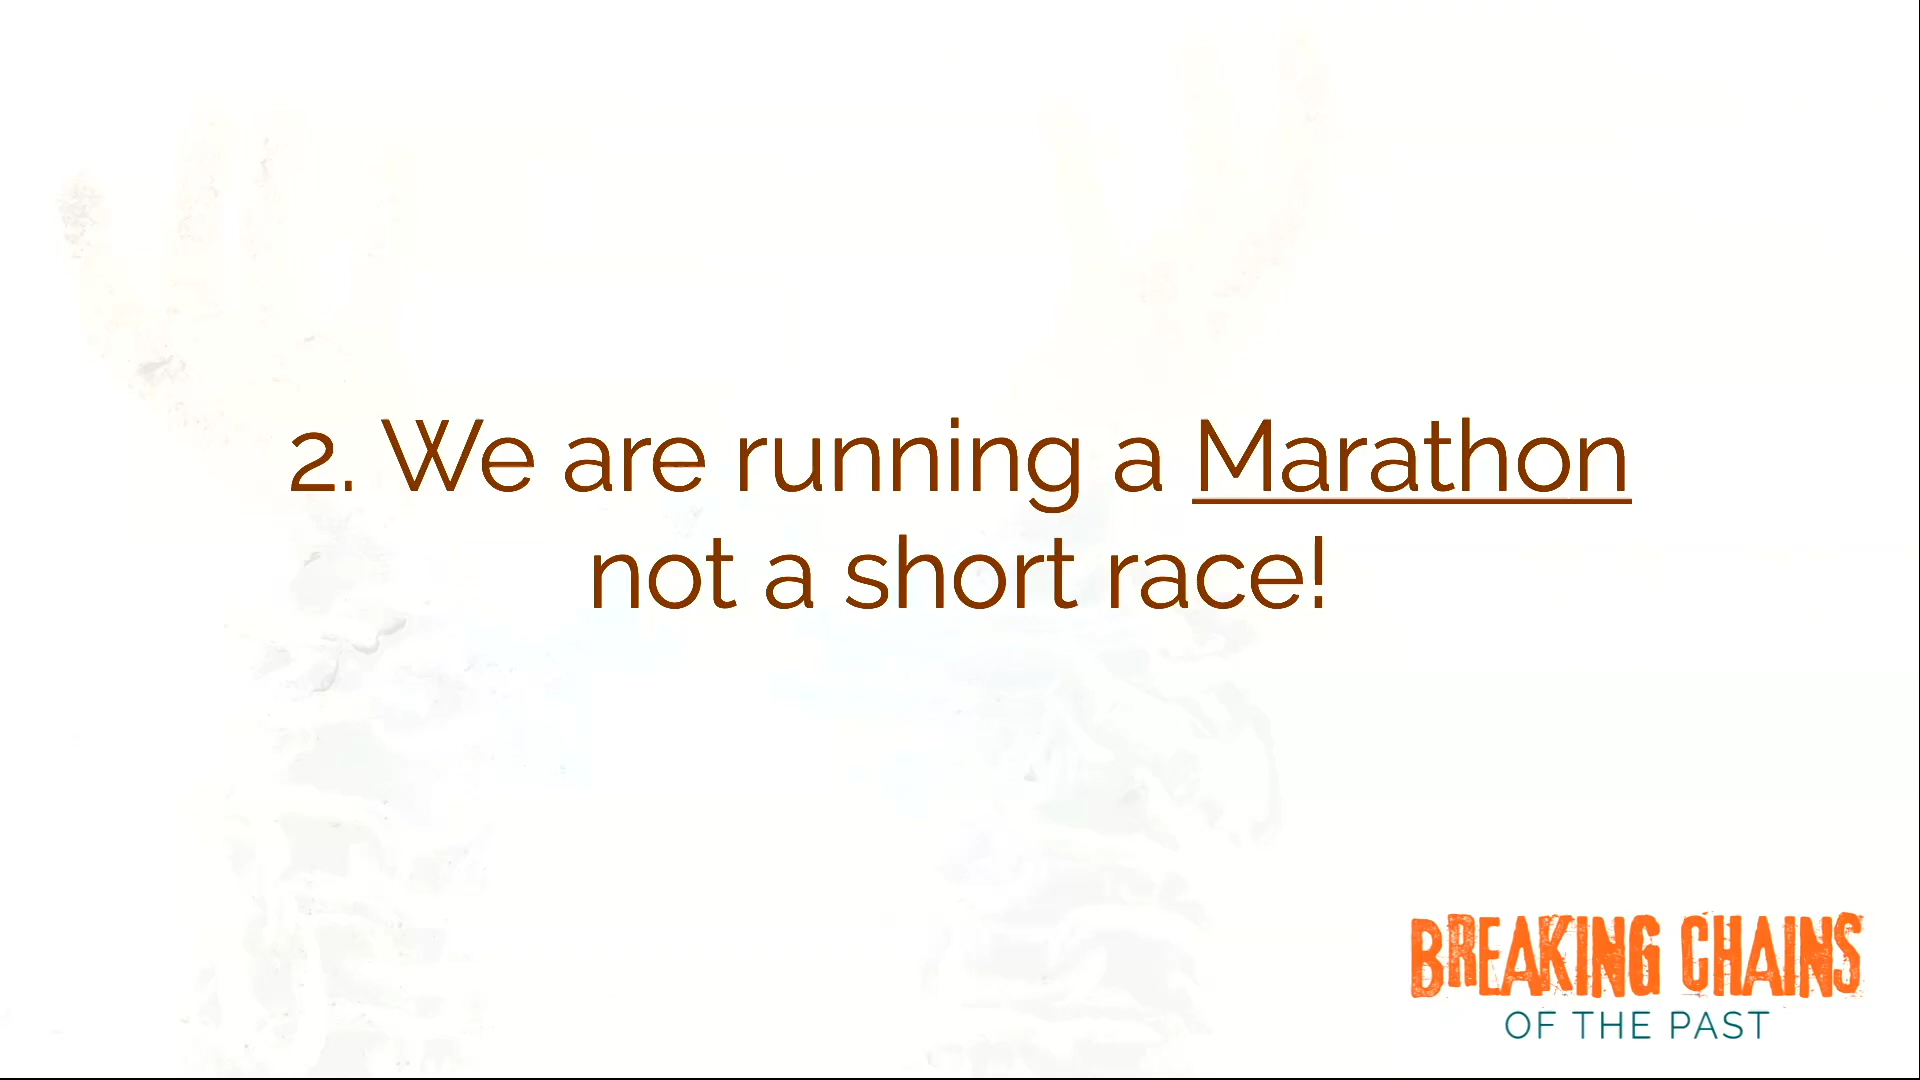 2. We are running a Marathon
not a short race!
BREAKING CHAINS
OF THE PAST